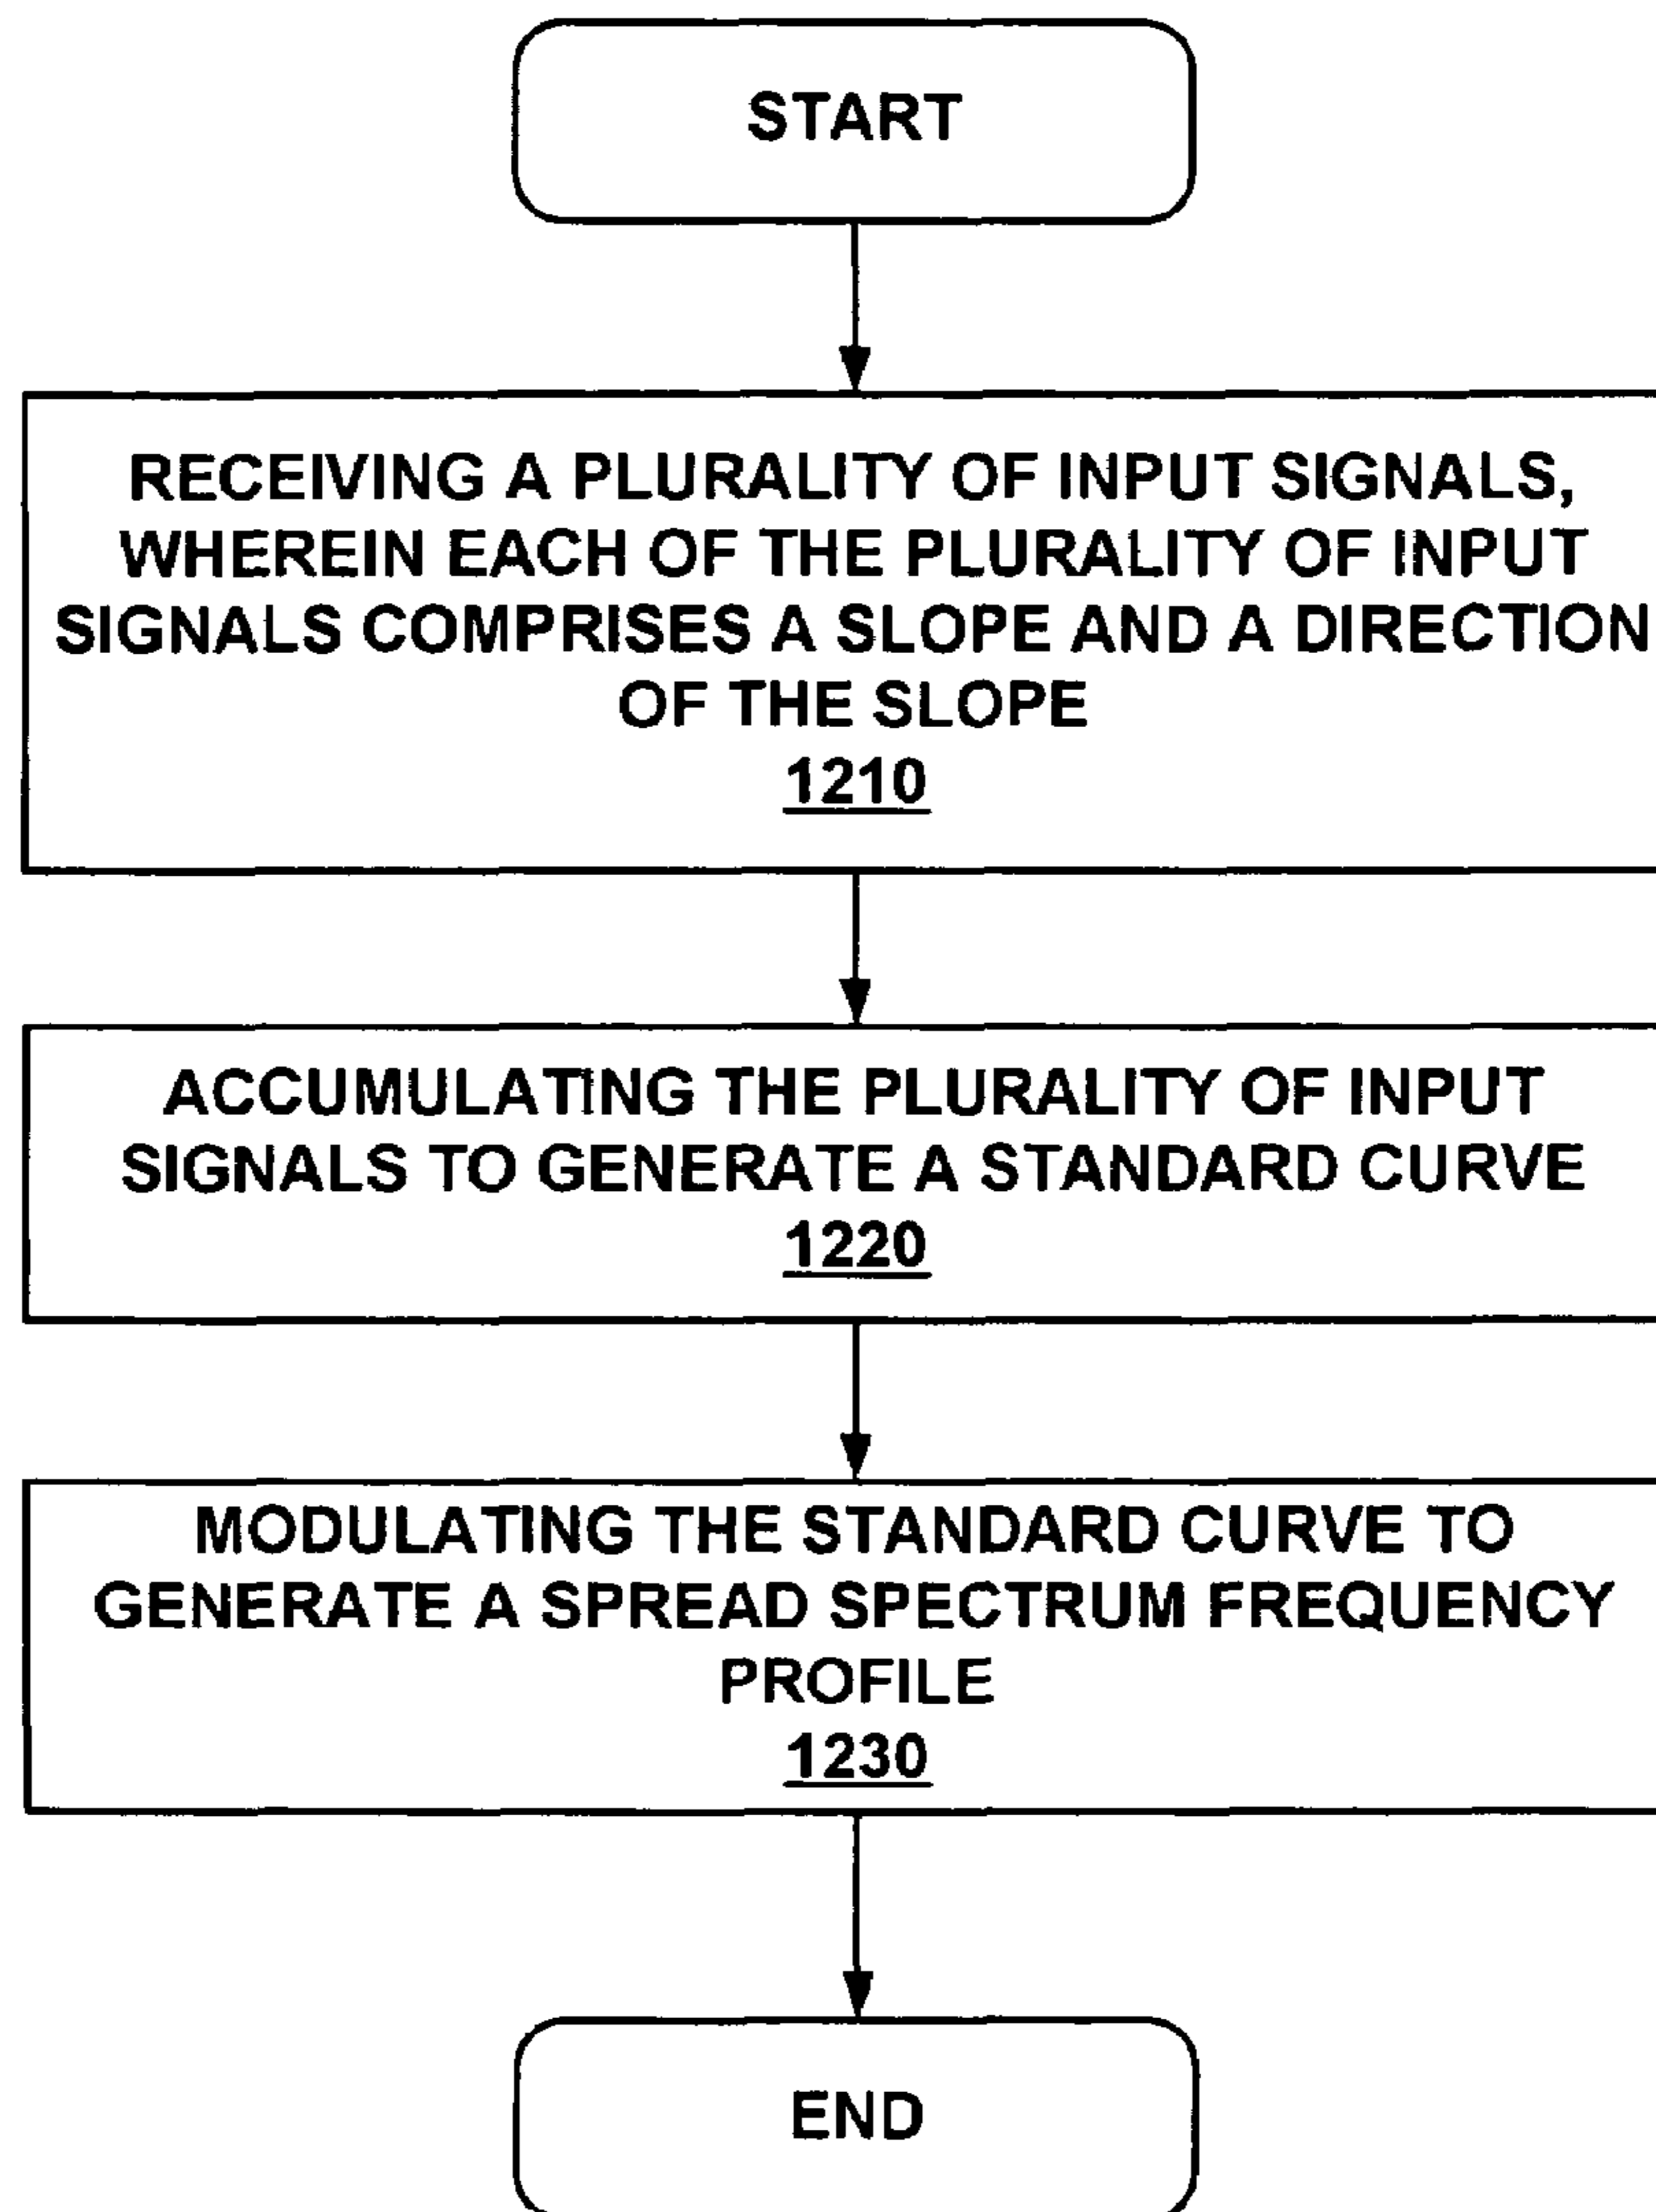 START
RECEIVING A PLURALITY OF INPUT SIGNALS,
WHEREIN EACH OF THE PLURALITY OF INPUT
SIGNALS COMPRISES A SLOPE AND A DIRECTION
OF THE SLOPE
1210
ACCUMULATING THE PLURALITY OF INPUT
SIGNALS TO GENERATE A STANDARD CURVE
1220
MODULATING THE STANDARD CURVE TO
GENERATE A SPREAD SPECTRUM FREQUENCY
PROFILE
1230
END